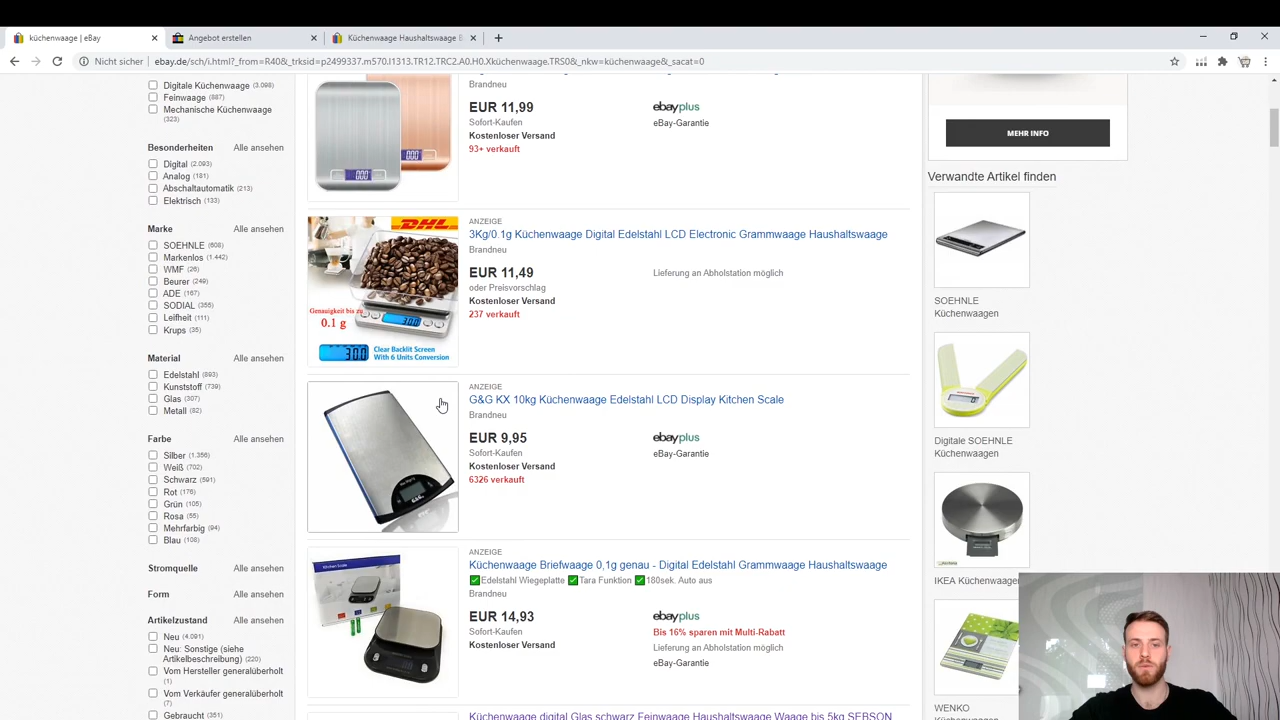 küchenwaage | eBay
Angebot erstellen
Küchenwaage Haushaltswaage
Nicht sicher
ebay.de/sch/i.html?_from=R40&_trksid=p2499337.m570.l1313.TR12.TRC2.A0.H0.Xküchenwaage.TRS0&_nkw=küchenwaage&_sacat=0
Digitale Küchenwaage (3.098)
Feinwaage (887)
Mechanische Küchenwaage
(323)
Besonderheiten Alle ansehen
Digital (2.093)
Analog (181)
Abschaltautomatik (213)
Elektrisch (133)
Marke Alle ansehen
SOEHNLE (608)
Markenlos (1.442)
WMF (26)
Beurer (249)
ADE (167)
SODIAL (356)
Leifheit (111)
Krups (35)
Material Alle ansehen
Edelstahl (893)
Kunststoff (739)
Glas (307)
Metall (82)
Farbe Alle ansehen
Silber (1.356)
Weiß (702)
Schwarz (591)
Rot (176)
Grün (105)
Rosa (55)
Mehrfarbig (94)
Blau (108)
Stromquelle Alle ansehen
Form Alle ansehen
Artikelzustand Alle ansehen
Neu (4.091)
Neu: Sonstige (siehe
Artikelbeschreibung) (220)
Vom Hersteller generalüberholt
(1)
Vom Verkäufer generalüberholt
(7)
Gebraucht (351)
Brandneu
EUR 11,99
Sofort-Kaufen
Kostenloser Versand
93+ verkauft
ebayplus
eBay-Garantie
ANZEIGE
3Kg/0.1g Küchenwaage Digital Edelstahl LCD Electronic Grammwaage Haushaltswaage
Brandneu
EUR 11,49
oder Preisvorschlag
Kostenloser Versand
237 verkauft
Lieferung an Abholstation möglich
DHL
Genauigkeit bis zu
0.1 g
300
Clear Backlit Screen
With 6 Units Conversion
ANZEIGE
G&G KX 10kg Küchenwaage Edelstahl LCD Display Kitchen Scale
Brandneu
EUR 9,95
Sofort-Kaufen
Kostenloser Versand
6326 verkauft
ebayplus
eBay-Garantie
ANZEIGE
Küchenwaage Briefwaage 0,1g genau - Digital Edelstahl Grammwaage Haushaltswaage
Edelstahl Wiegeplatte Tara Funktion 180sek. Auto aus
Brandneu
EUR 14,93
Sofort-Kaufen
Kostenloser Versand
ebayplus
Bis 16% sparen mit Multi-Rabatt
Lieferung an Abholstation möglich
eBay-Garantie
Küchenwaage digital Glas schwarz Feinwaage Haushaltswaage Waage bis 5kg SEBSON
MEHR INFO
Verwandte Artikel finden
SOEHNLE
Küchenwaagen
Digitale SOEHNLE
Küchenwaagen
IKEA Küchenwaagen
WENKO